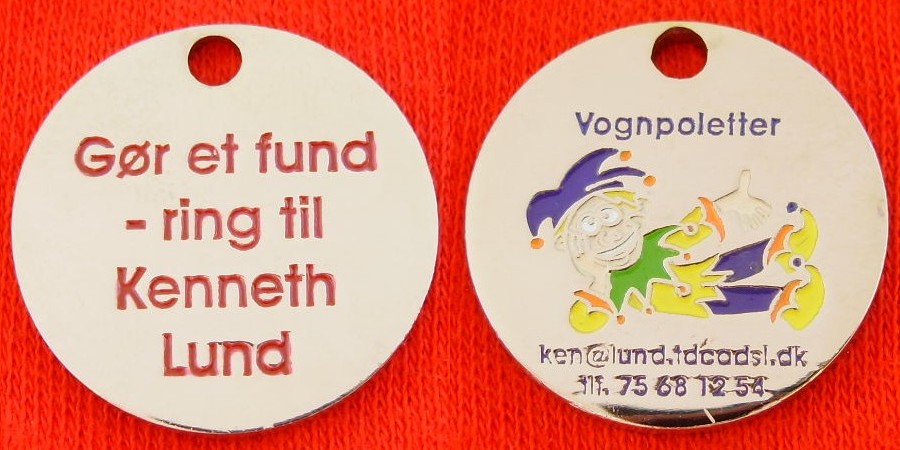 Gør et fund
- ring til
Kenneth
Lund
Vognpoletter
ken@lund.tdcadsl.dk
tlf. 75 68 12 54